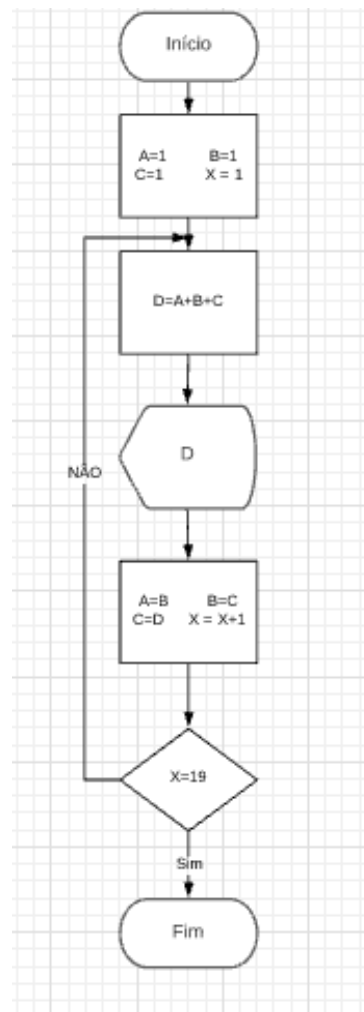 Início
A=1 B=1
C=1 X = 1
D=A+B+C
D
NÃO
A=B B=C
C=D X = X+1
X=19
Sim
Fim